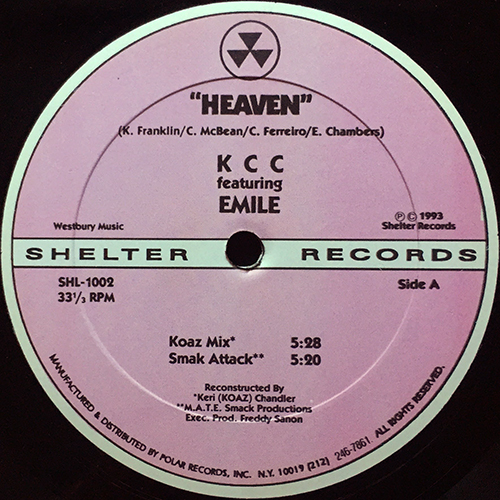 "HEAVEN"
(K. Franklin/C. McBean/C. Ferreiro/E. Chambers)
K C C
featuring
EMILE
Westbury Music
℗ © 1993
Shelter Records
SHELTER RECORDS
SHL-1002
33 1/3 RPM
Side A
Koaz Mix* 5:28
Smak Attack** 5:20
Reconstructed By
*Keri (KOAZ) Chandler
**M.A.T.E. Smack Productions
Exec. Prod. Freddy Sanon
MANUFACTURED & DISTRIBUTED BY POLAR RECORDS, INC. N.Y. 10019 (212) 246-7861 ALL RIGHTS RESERVED.